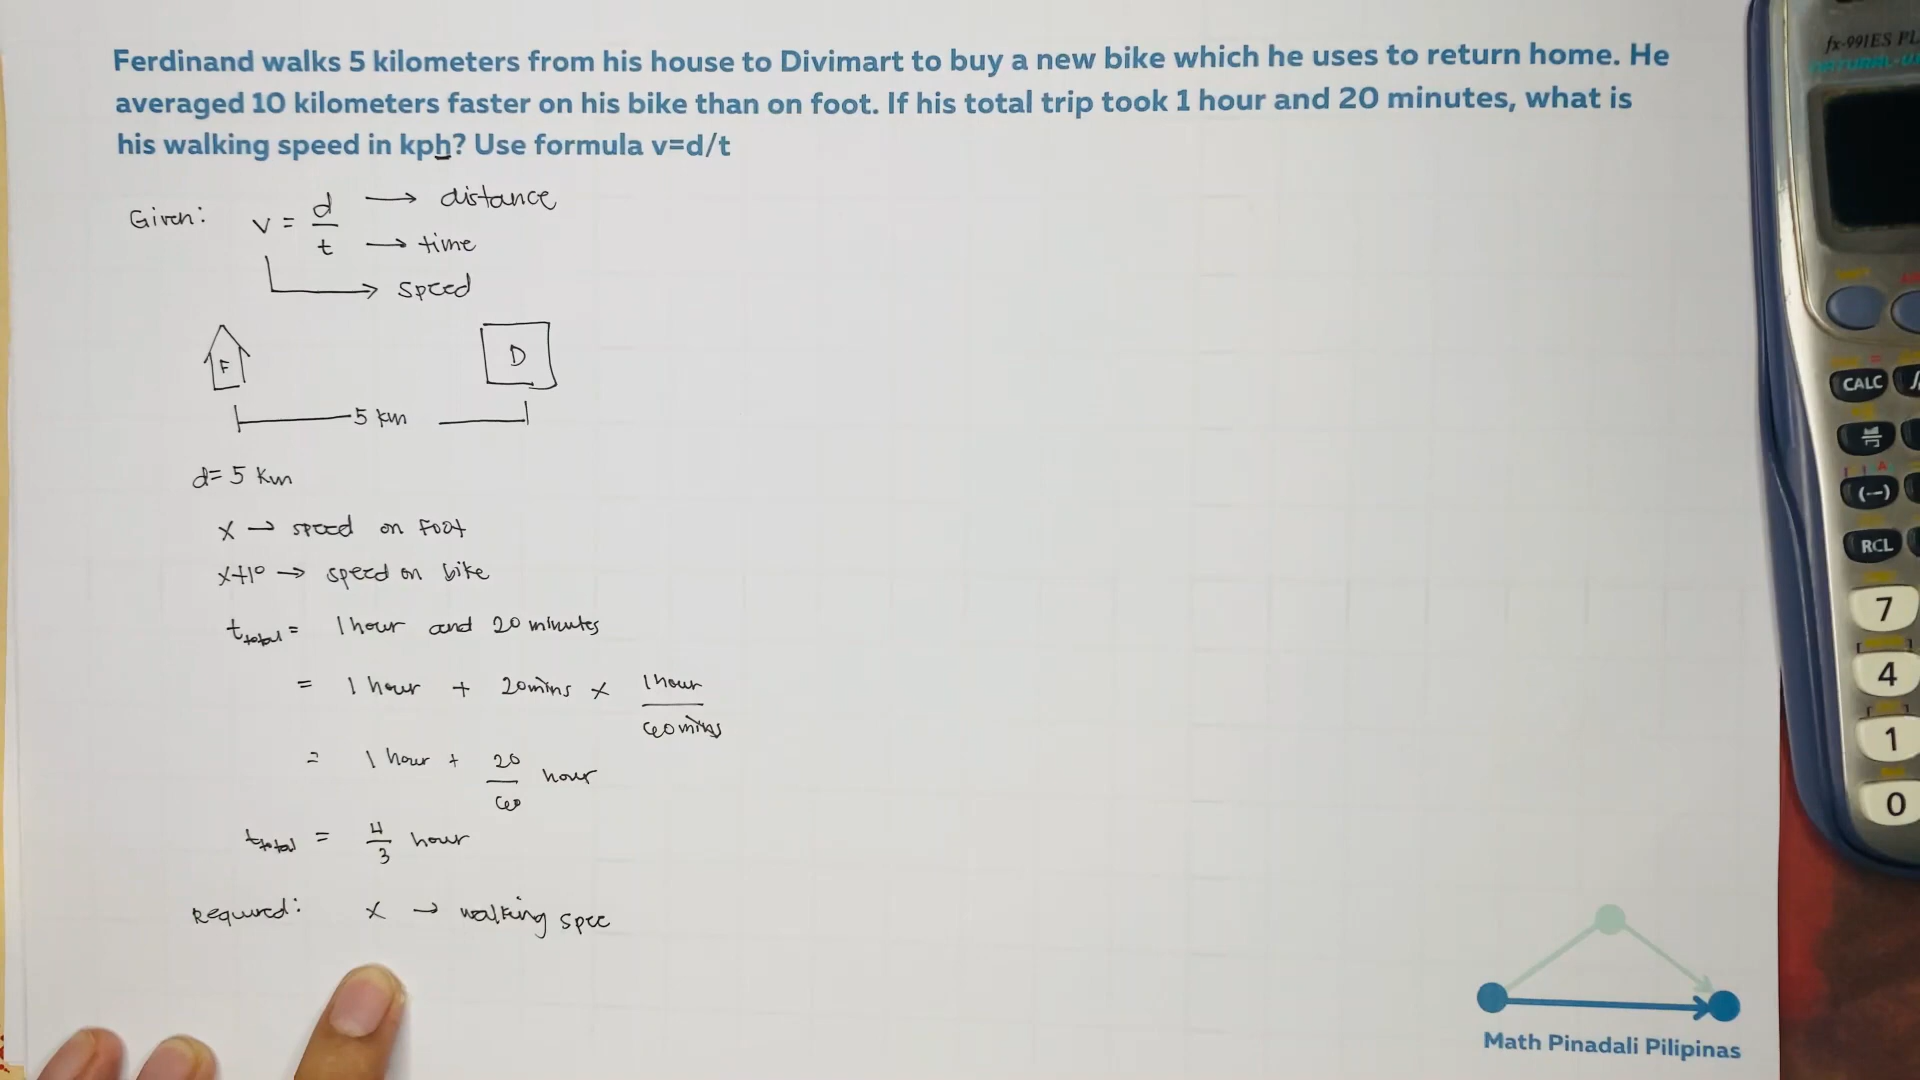 Ferdinand walks 5 kilometers from his house to Divimart to buy a new bike which he uses to return home. He
averaged 10 kilometers faster on his bike than on foot. If his total trip took 1 hour and 20 minutes, what is
his walking speed in kph? Use formula v=d/t
Given: v = d/t → distance
→ time
→ speed
F D
5 km
d= 5 km
x → speed on foot
x+10 → speed on bike
t total = 1 hour and 20 minutes
= 1 hour + 20mins x 1 hour/60mins
= 1 hour + 20/60 hour
t total = 4/3 hour
Required: x → walking spee
fx-991ES PL
CALC
(−)
RCL
7
4
1
0
Math Pinadali Pilipinas